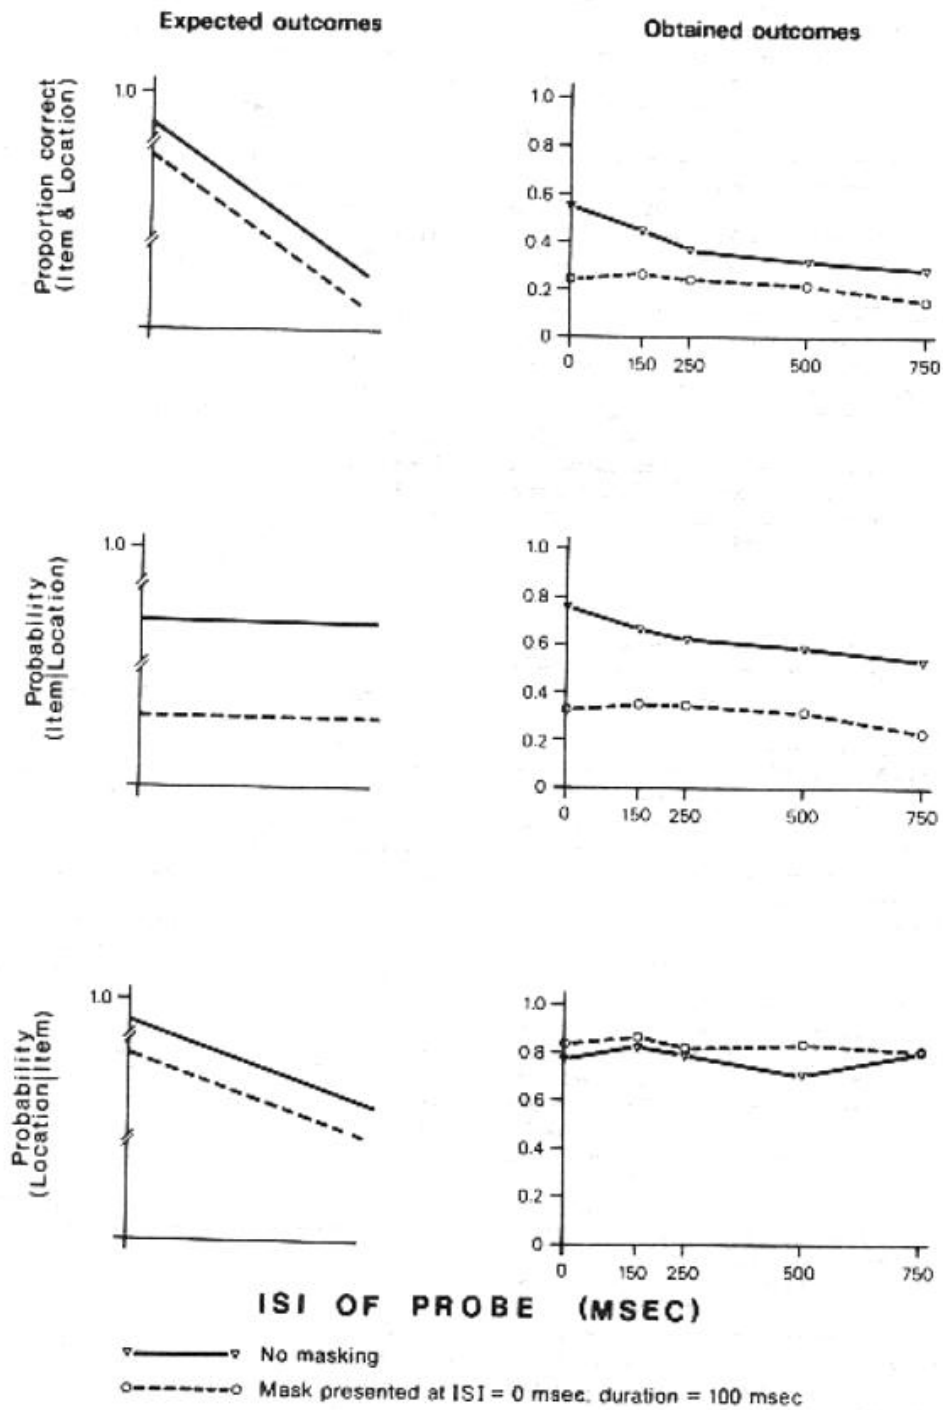 Expected outcomes
Obtained outcomes
Proportion correct
(Item & Location)
1.0
1.0
0.8
0.6
0.4
0.2
0
0 150 250 500 750
Probability
(Item|Location)
1.0
1.0
0.8
0.6
0.4
0.2
0
0 150 250 500 750
Probability
(Location|Item)
1.0
1.0
0.8
0.6
0.4
0.2
0
0 150 250 500 750
ISI OF PROBE (MSEC)
No masking
Mask presented at ISI = 0 msec, duration = 100 msec